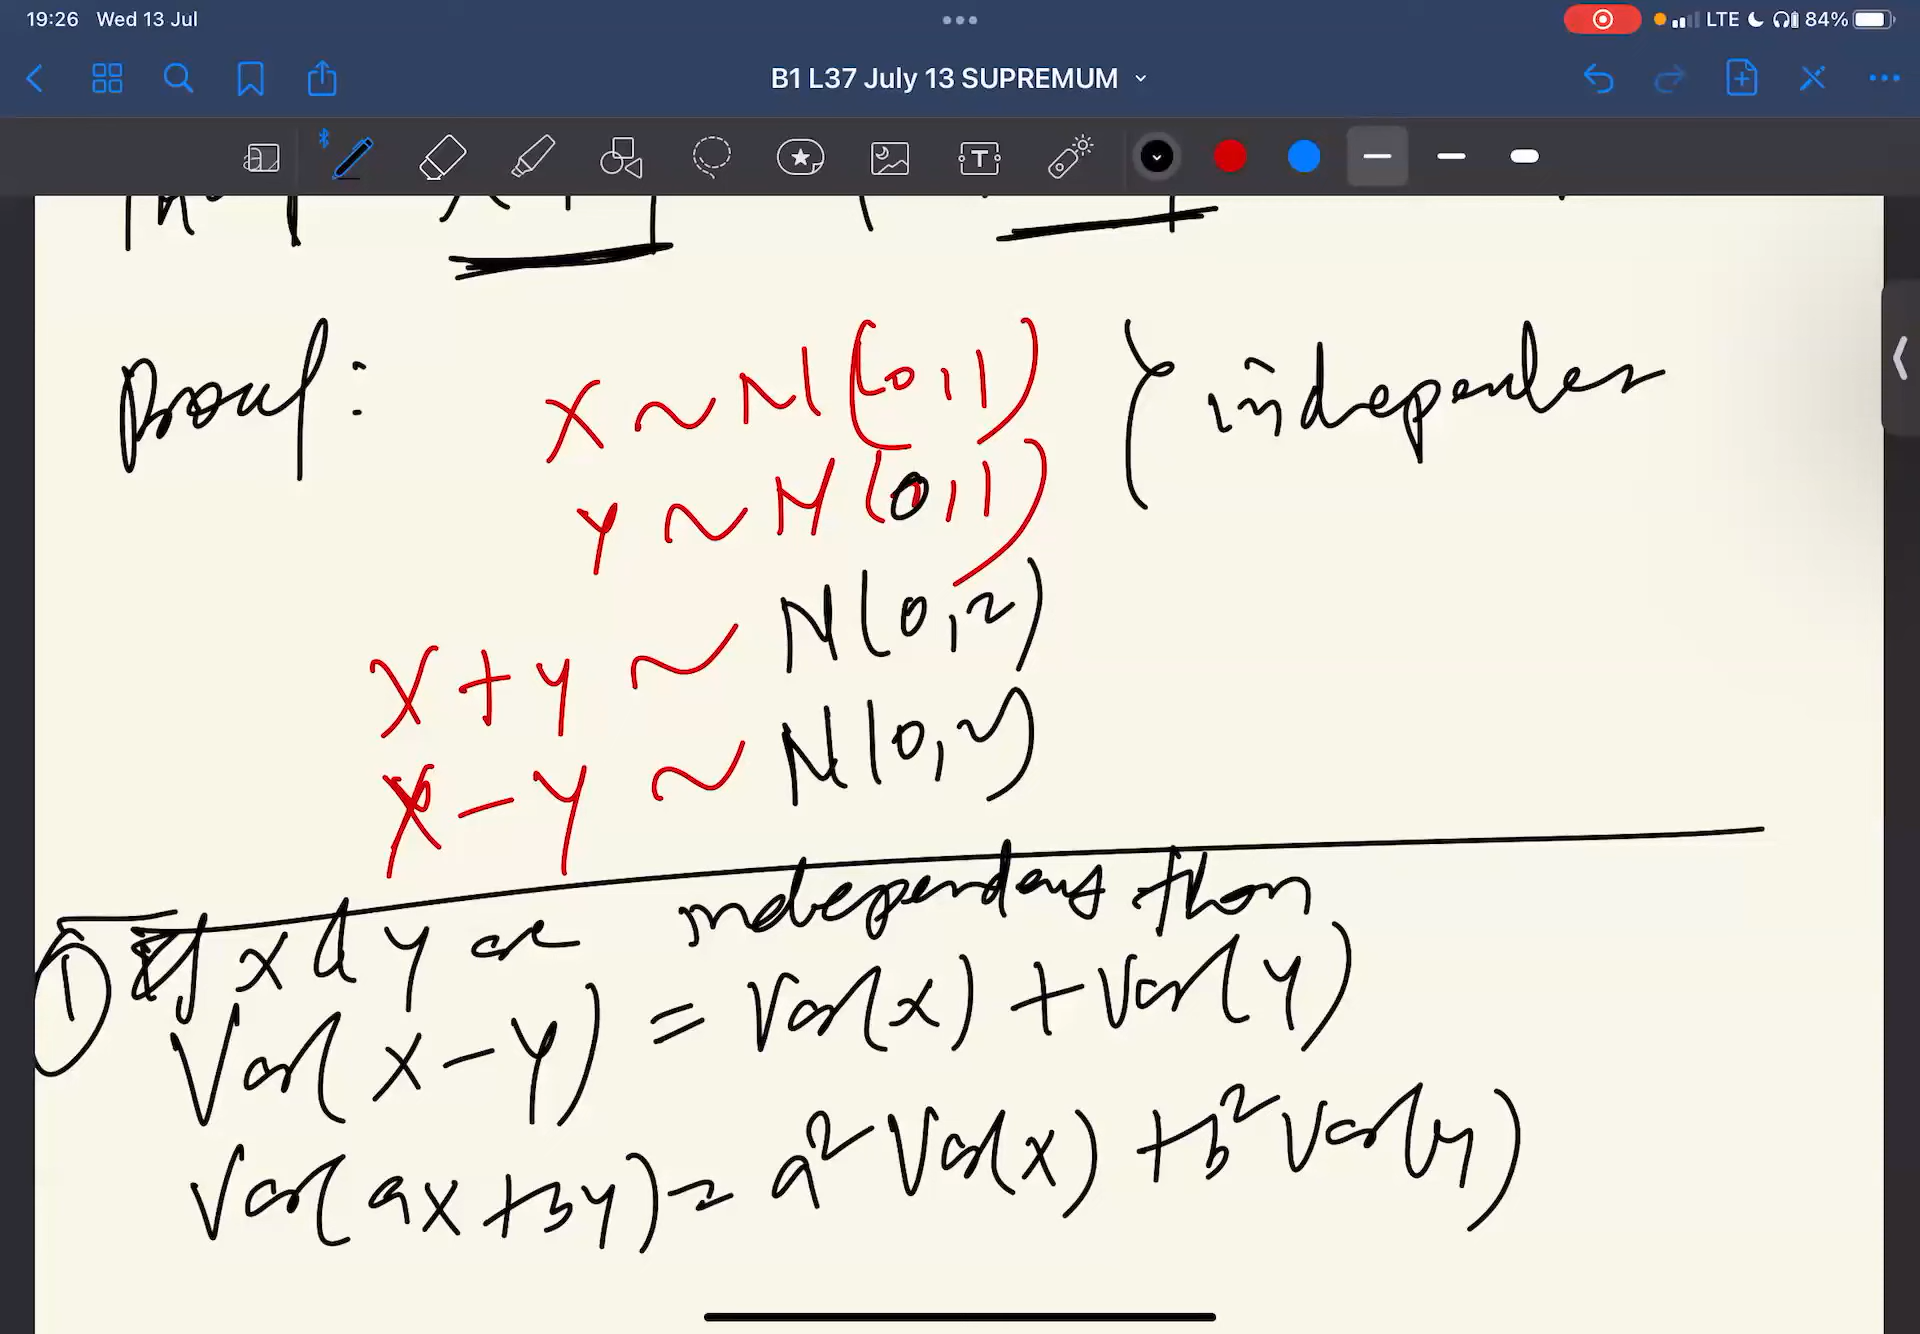 19:26 Wed 13 Jul
LTE 84%
B1 L37 July 13 SUPREMUM
Proof: X ~ N(0,1) } independen
Y ~ N(0,1)
X+Y ~ N(0,2)
X-Y ~ N(0,2)
① If X & Y are independent then
Var(X-Y) = Var(X) + Var(Y)
Var(aX+bY) = a² Var(X) + b² Var(Y)